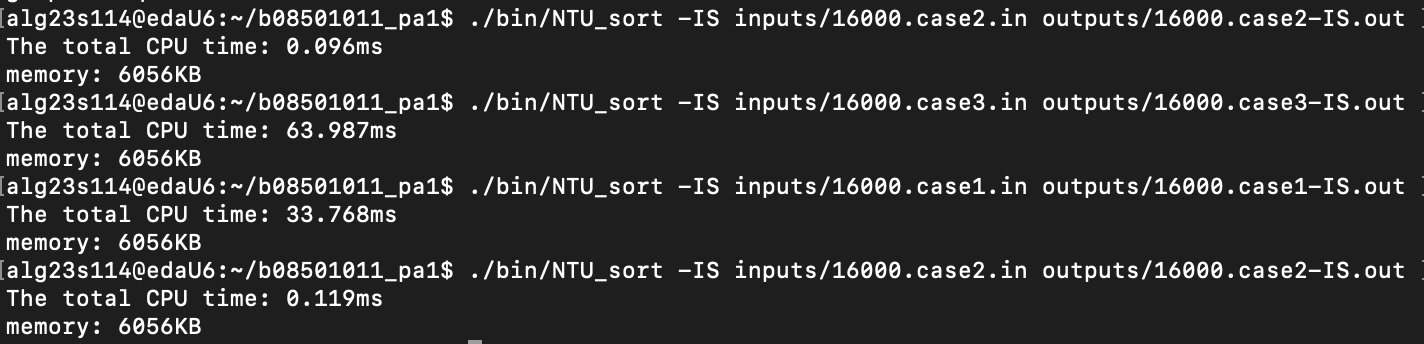 [alg23s114@edaU6:~/b08501011_pa1$ ./bin/NTU_sort -IS inputs/16000.case2.in outputs/16000.case2-IS.out
The total CPU time: 0.096ms
memory: 6056KB
[alg23s114@edaU6:~/b08501011_pa1$ ./bin/NTU_sort -IS inputs/16000.case3.in outputs/16000.case3-IS.out
The total CPU time: 63.987ms
memory: 6056KB
[alg23s114@edaU6:~/b08501011_pa1$ ./bin/NTU_sort -IS inputs/16000.case1.in outputs/16000.case1-IS.out
The total CPU time: 33.768ms
memory: 6056KB
[alg23s114@edaU6:~/b08501011_pa1$ ./bin/NTU_sort -IS inputs/16000.case2.in outputs/16000.case2-IS.out
The total CPU time: 0.119ms
memory: 6056KB